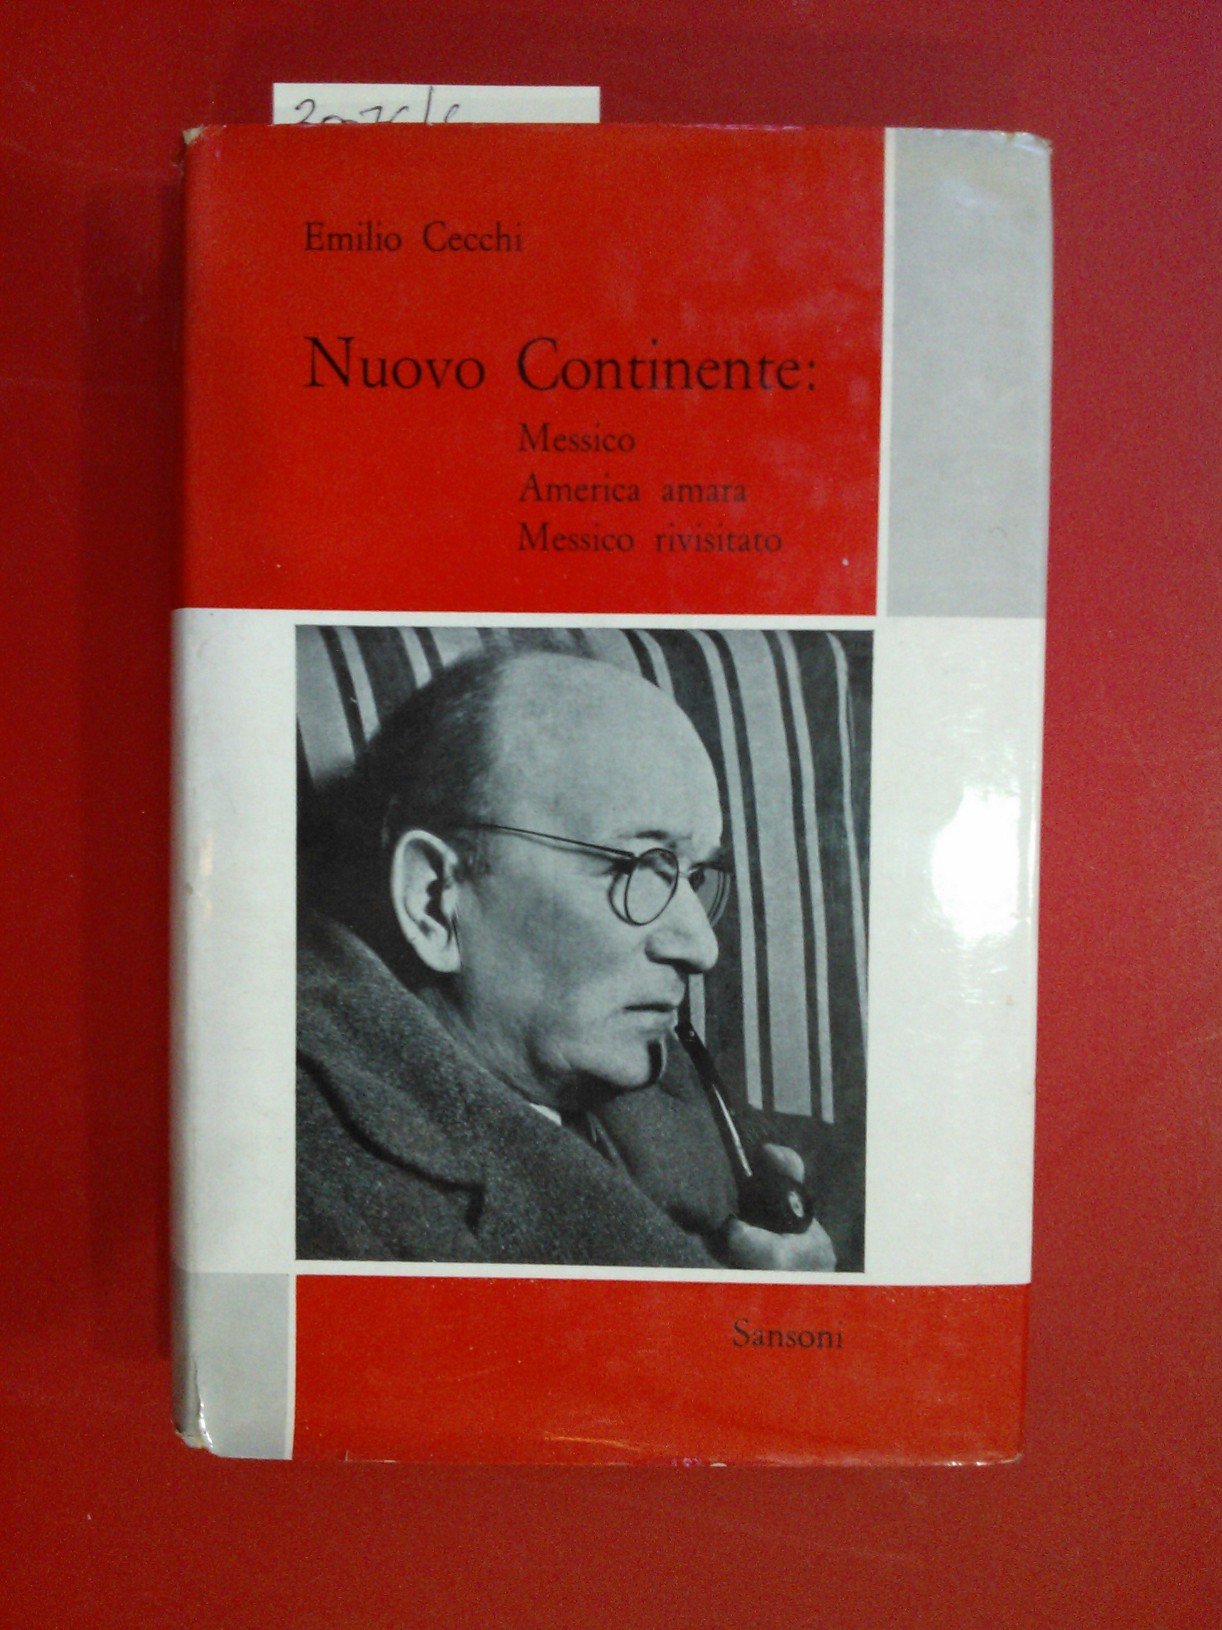 Emilio Cecchi
Nuovo Continente:
Messico
America amara
Messico rivisitato
Sansoni